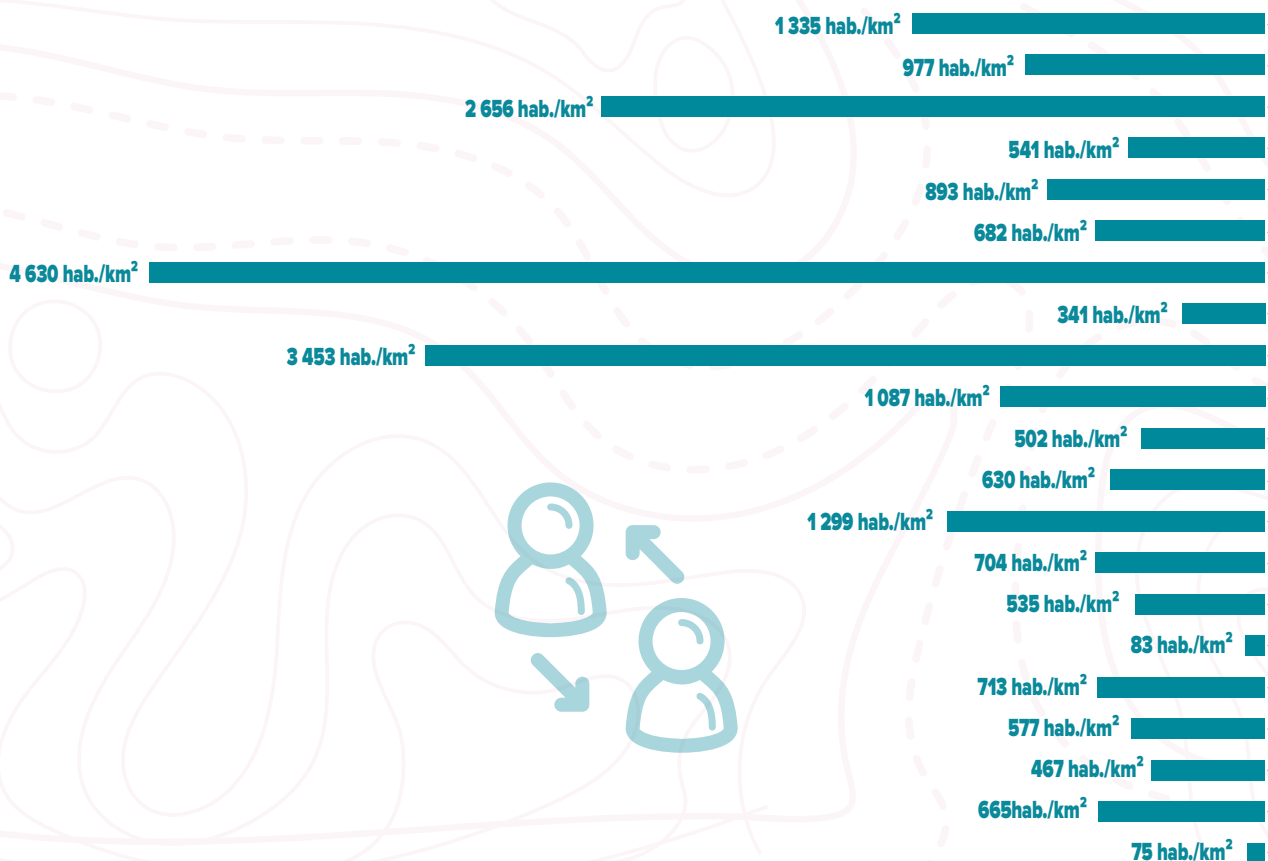 1 335 hab./km²
977 hab./km²
2 656 hab./km²
541 hab./km²
893 hab./km²
682 hab./km²
4 630 hab./km²
341 hab./km²
3 453 hab./km²
1 087 hab./km²
502 hab./km²
630 hab./km²
1 299 hab./km²
704 hab./km²
535 hab./km²
83 hab./km²
713 hab./km²
577 hab./km²
467 hab./km²
665hab./km²
75 hab./km²